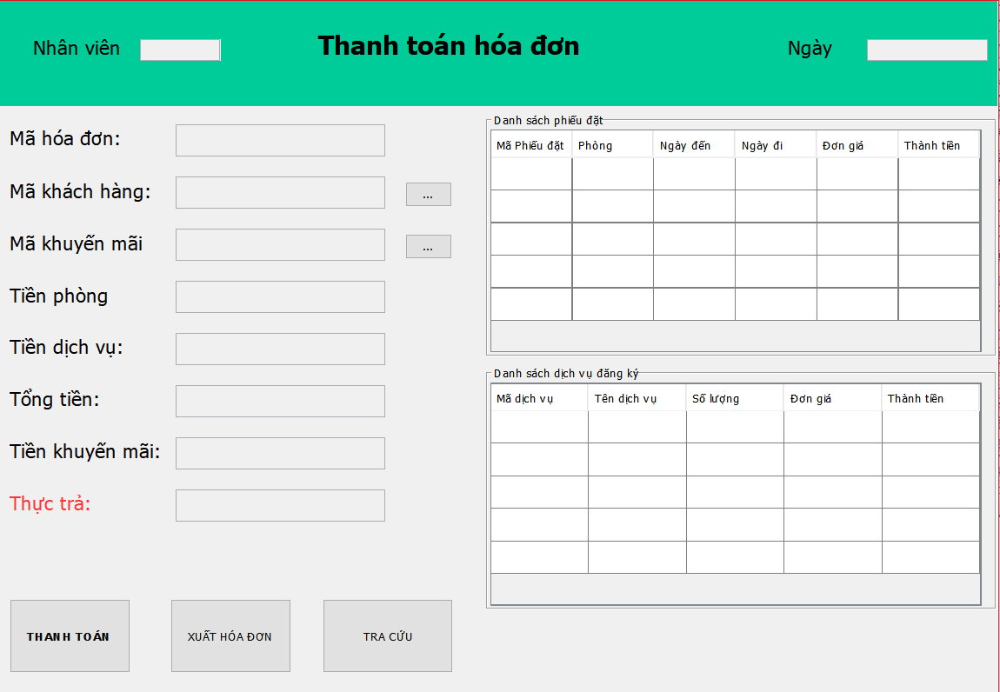 Nhân viên
Thanh toán hóa đơn
Ngày
Mã hóa đơn:
Mã khách hàng:
...
Mã khuyến mãi
...
Tiền phòng
Tiền dịch vụ:
Tổng tiền:
Tiền khuyến mãi:
Thực trả:
THANH TOÁN
XUẤT HÓA ĐƠN
TRA CỨU
Danh sách phiếu đặt
Mã Phiếu đặt Phòng Ngày đến Ngày đi Đơn giá Thành tiền
Danh sách dịch vụ đăng ký
Mã dịch vụ Tên dịch vụ Số lượng Đơn giá Thành tiền